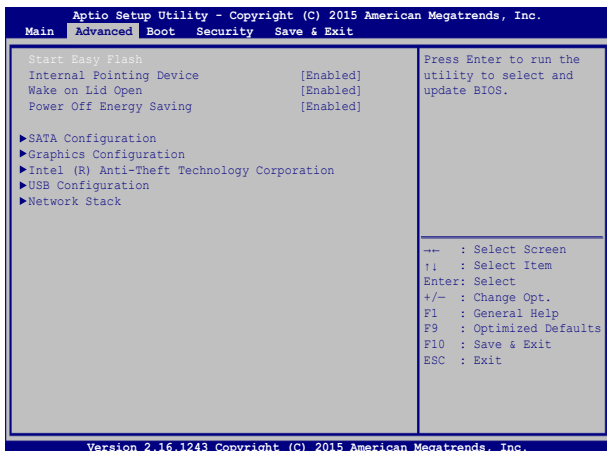 Aptio Setup Utility - Copyright (C) 2015 American Megatrends, Inc.
Main Advanced Boot Security Save & Exit
Start Easy Flash
Internal Pointing Device [Enabled]
Wake on Lid Open [Enabled]
Power Off Energy Saving [Enabled]
▶SATA Configuration
▶Graphics Configuration
▶Intel (R) Anti-Theft Technology Corporation
▶USB Configuration
▶Network Stack
Press Enter to run the
utility to select and
update BIOS.
→← : Select Screen
↑↓ : Select Item
Enter: Select
+/— : Change Opt.
F1 : General Help
F9 : Optimized Defaults
F10 : Save & Exit
ESC : Exit
Version 2.16.1243 Copyright (C) 2015 American Megatrends, Inc.